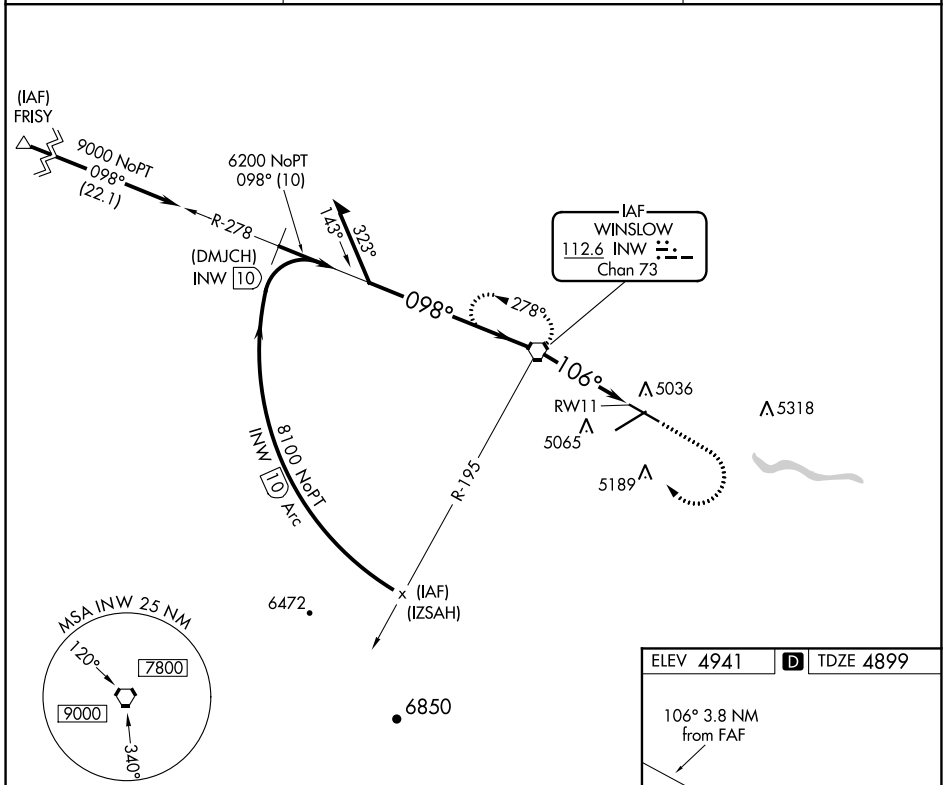 (IAF)
FRISY
9000 NoPT
098°
(22.1)
R-278
6200 NoPT
098° (10)
(DMJCH)
INW 10
143°
323°
098°
278°
IAF
WINSLOW
112.6 INW
Chan 73
106°
RW11
5036
5065
5318
5189
8100 NoPT
INW 10 Arc
R-195
(IAF)
(IZSAH)
6472
6850
MSA INW 25 NM
120°
7800
9000
340°
ELEV 4941 D TDZE 4899
106° 3.8 NM
from FAF